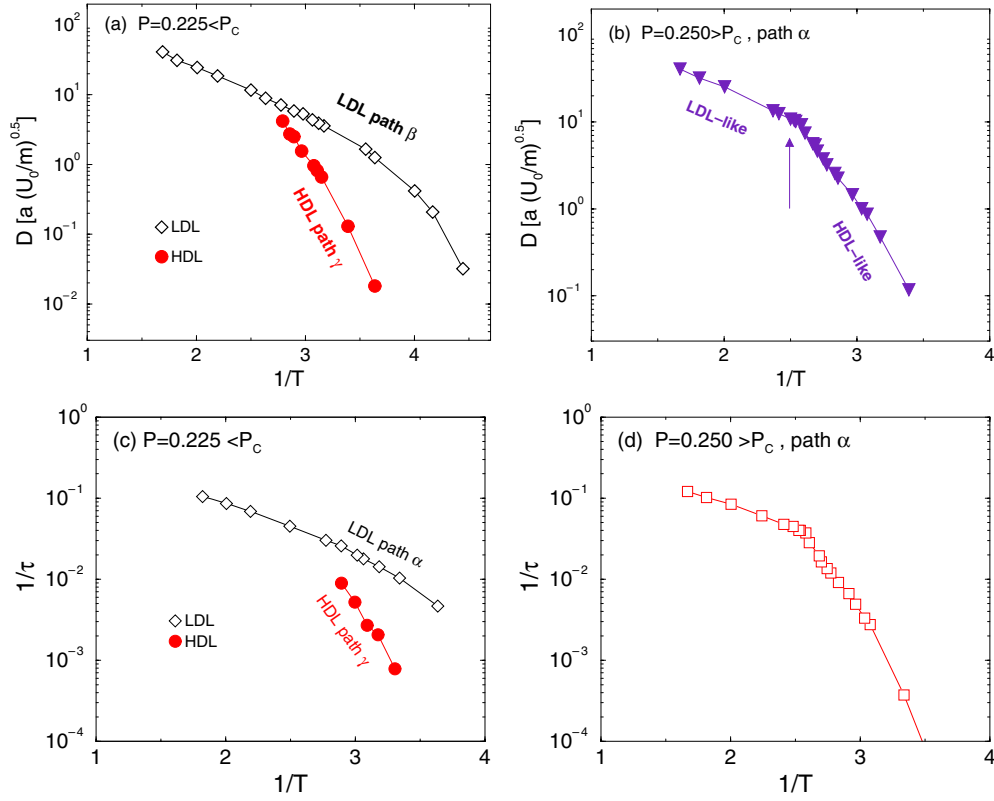 (a) P=0.225<P_C
10^2
10^1
10^0
10^-1
10^-2
D [a (U_0/m)^0.5]
LDL path β
HDL path γ
LDL
HDL
1 2 3 4
1/T
(b) P=0.250>P_C , path α
10^2
10^1
10^0
10^-1
D [a (U_0/m)^0.5]
LDL-like
HDL-like
1 2 3 4
1/T
(c) P=0.225 <P_C
10^0
10^-1
10^-2
10^-3
10^-4
1/τ
LDL path α
HDL path γ
LDL
HDL
1 2 3 4
1/T
(d) P=0.250 >P_C , path α
10^0
10^-1
10^-2
10^-3
10^-4
1/τ
1 2 3 4
1/T